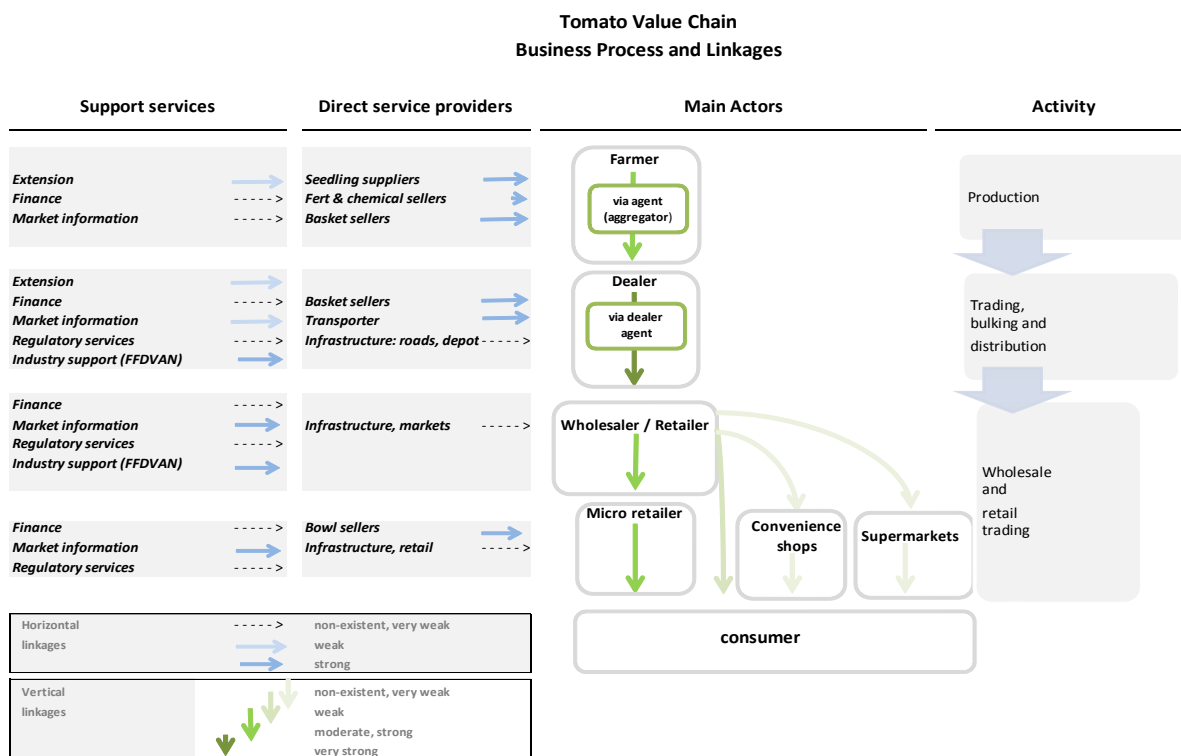 Tomato Value Chain
Business Process and Linkages
Support services
Direct service providers
Main Actors
Activity
Extension
Finance - - - - - >
Market information - - - - - >
Seedling suppliers
Fert & chemical sellers
Basket sellers
Farmer
via agent
(aggregator)
Production
Extension
Finance - - - - - >
Market information
Regulatory services - - - - - >
Industry support (FFDVAN)
Basket sellers
Transporter
Infrastructure: roads, depot - - - - - >
Dealer
via dealer
agent
Trading,
bulking and
distribution
Finance - - - - - >
Market information
Regulatory services - - - - - >
Industry support (FFDVAN)
Infrastructure, markets - - - - - >
Wholesaler / Retailer
Wholesale
and
retail
trading
Finance - - - - - >
Market information
Regulatory services - - - - - >
Bowl sellers
Infrastructure, retail - - - - - >
Micro retailer
Convenience
shops
Supermarkets
consumer
Horizontal - - - - - > non-existent, very weak
linkages weak
strong
Vertical non-existent, very weak
linkages weak
moderate, strong
very strong